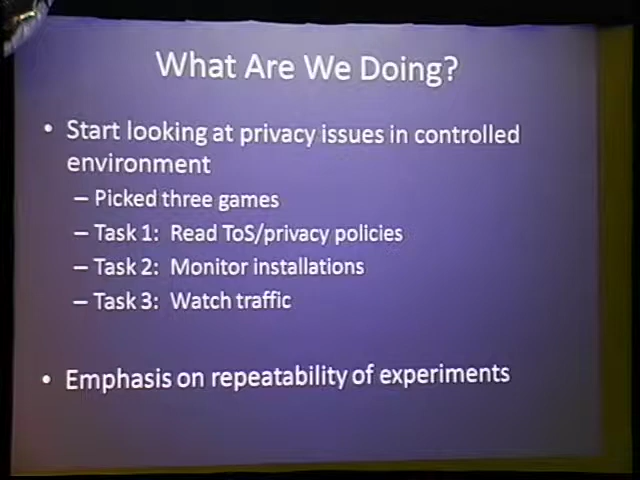 What Are We Doing?
• Start looking at privacy issues in controlled
environment
– Picked three games
– Task 1: Read ToS/privacy policies
– Task 2: Monitor installations
– Task 3: Watch traffic
• Emphasis on repeatability of experiments